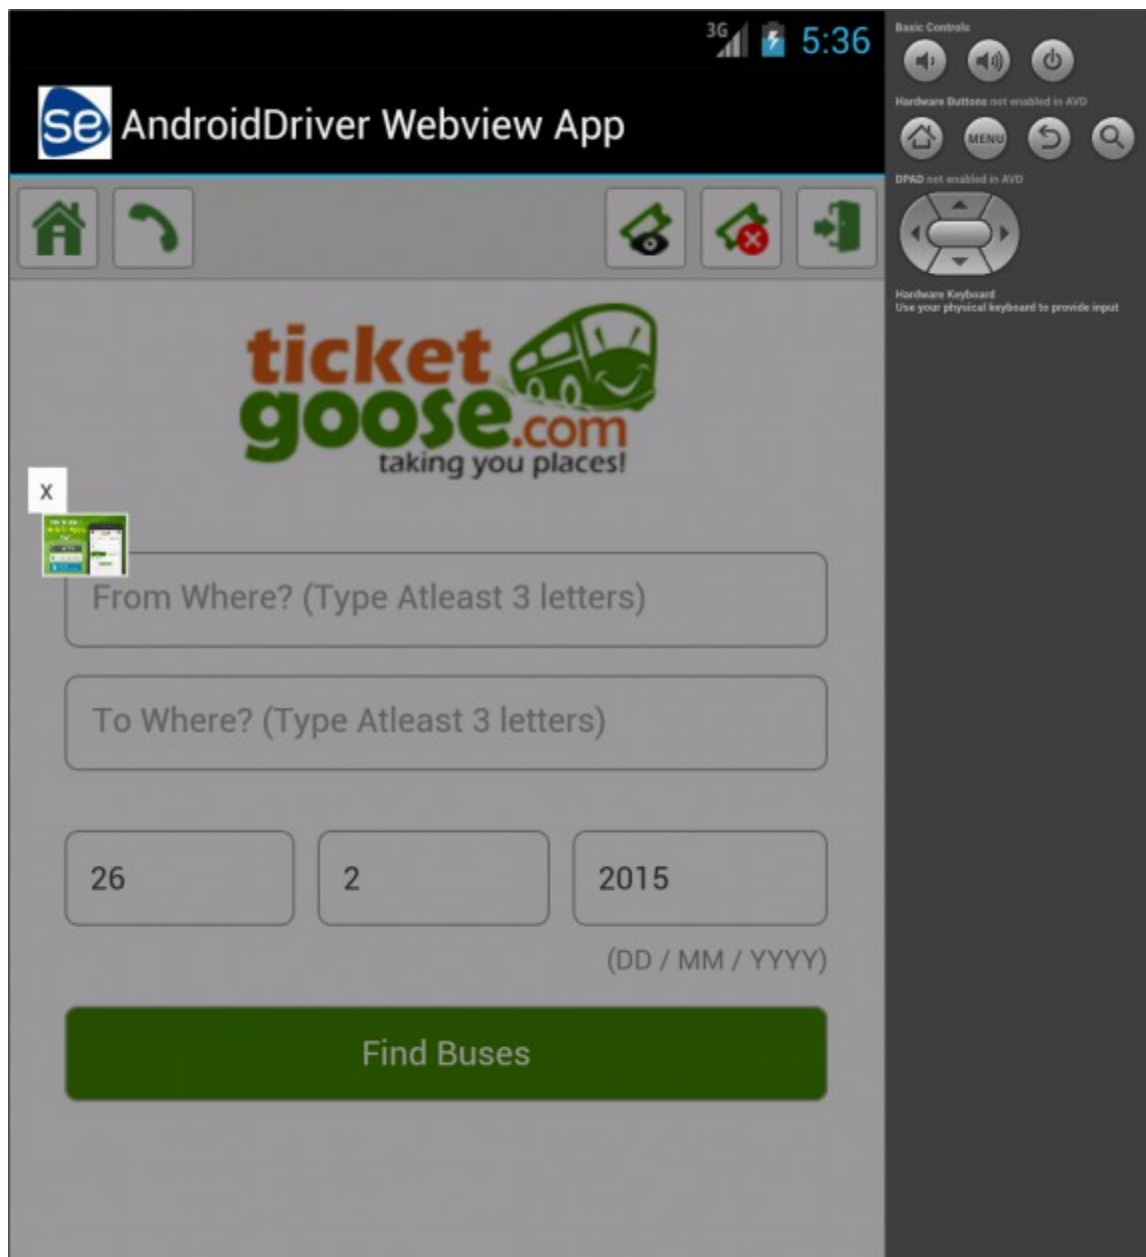 3G 5:36
se AndroidDriver Webview App
ticket
goose.com
taking you places!
X
From Where? (Type Atleast 3 letters)
To Where? (Type Atleast 3 letters)
26 2 2015
(DD / MM / YYYY)
Find Buses
Basic Controls
Hardware Buttons not enabled in AVD
MENU
DPAD not enabled in AVD
Hardware Keyboard
Use your physical keyboard to provide input